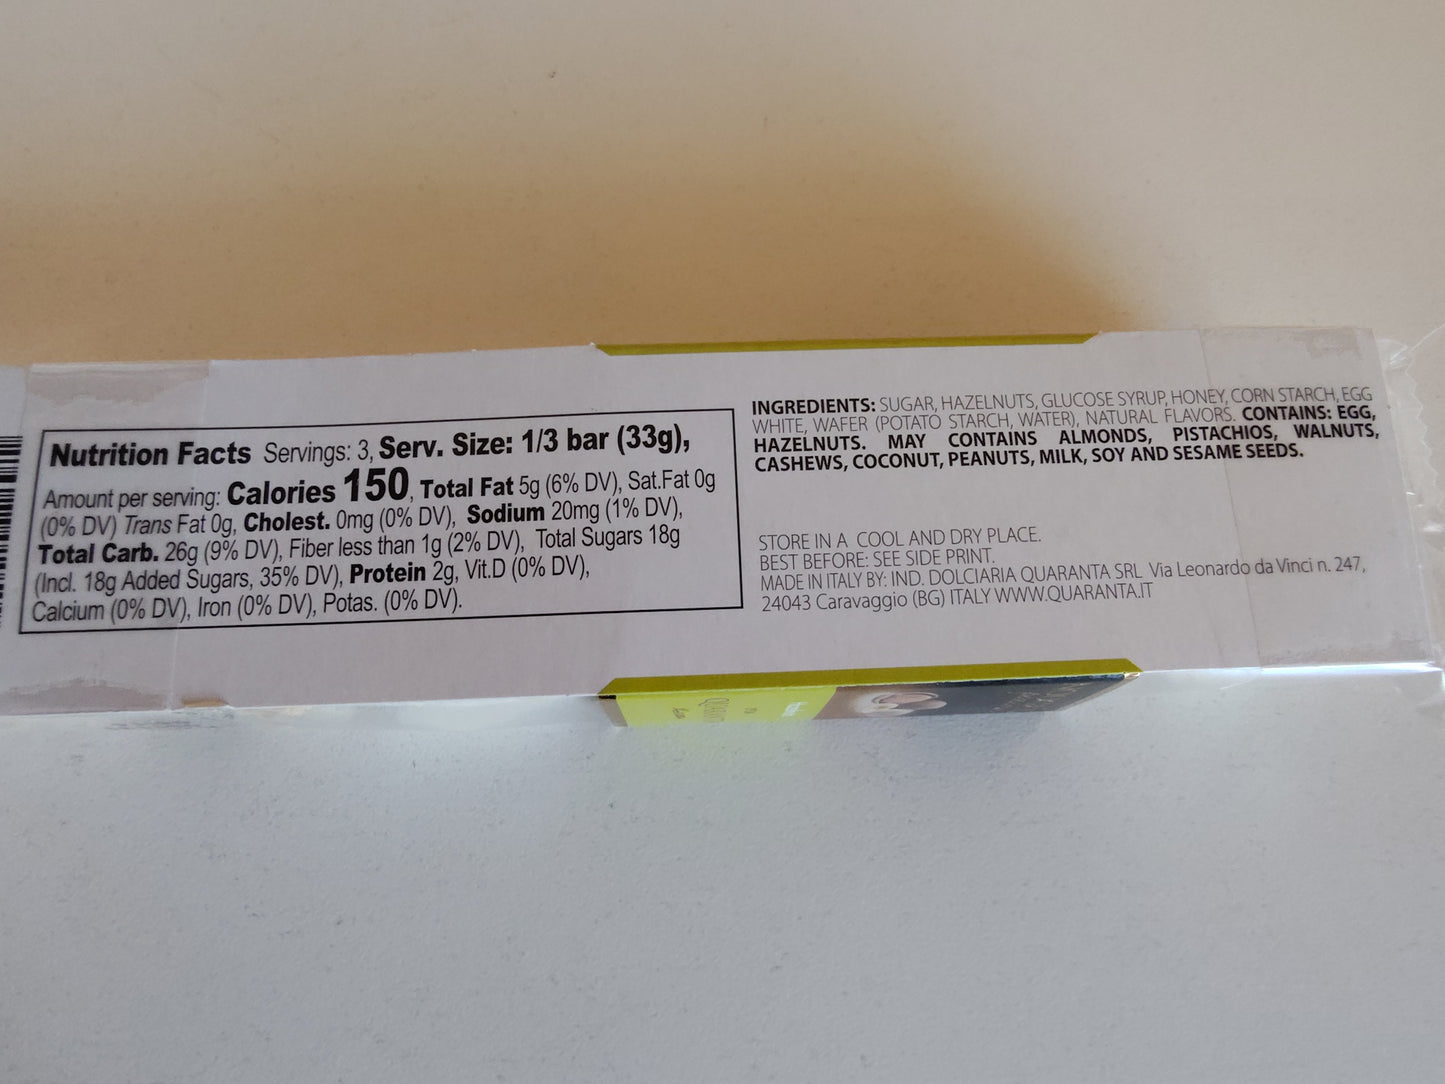 Nutrition Facts Servings: 3, Serv. Size: 1/3 bar (33g),
Amount per serving: Calories 150, Total Fat 5g (6% DV), Sat.Fat 0g
(0% DV) Trans Fat 0g, Cholest. 0mg (0% DV), Sodium 20mg (1% DV),
Total Carb. 26g (9% DV), Fiber less than 1g (2% DV), Total Sugars 18g
(Incl. 18g Added Sugars, 35% DV), Protein 2g, Vit.D (0% DV),
Calcium (0% DV), Iron (0% DV), Potas. (0% DV).
INGREDIENTS: SUGAR, HAZELNUTS, GLUCOSE SYRUP, HONEY, CORN STARCH, EGG
WHITE, WAFER (POTATO STARCH, WATER), NATURAL FLAVORS. CONTAINS: EGG,
HAZELNUTS. MAY CONTAINS ALMONDS, PISTACHIOS, WALNUTS,
CASHEWS, COCONUT, PEANUTS, MILK, SOY AND SESAME SEEDS.
STORE IN A COOL AND DRY PLACE.
BEST BEFORE: SEE SIDE PRINT.
MADE IN ITALY BY: IND. DOLCIARIA QUARANTA SRL Via Leonardo da Vinci n. 247,
24043 Caravaggio (BG) ITALY WWW.QUARANTA.IT